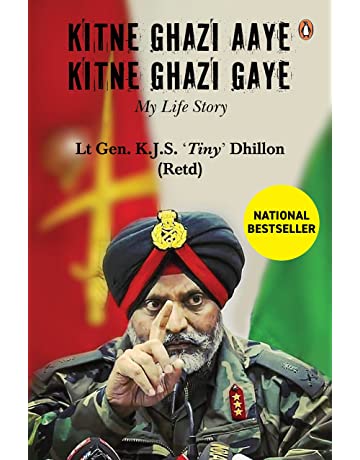 KITNE GHAZI AAYE
KITNE GHAZI GAYE
My Life Story
Lt Gen. K.J.S. ‘Tiny’ Dhillon
(Retd)
NATIONAL
BESTSELLER